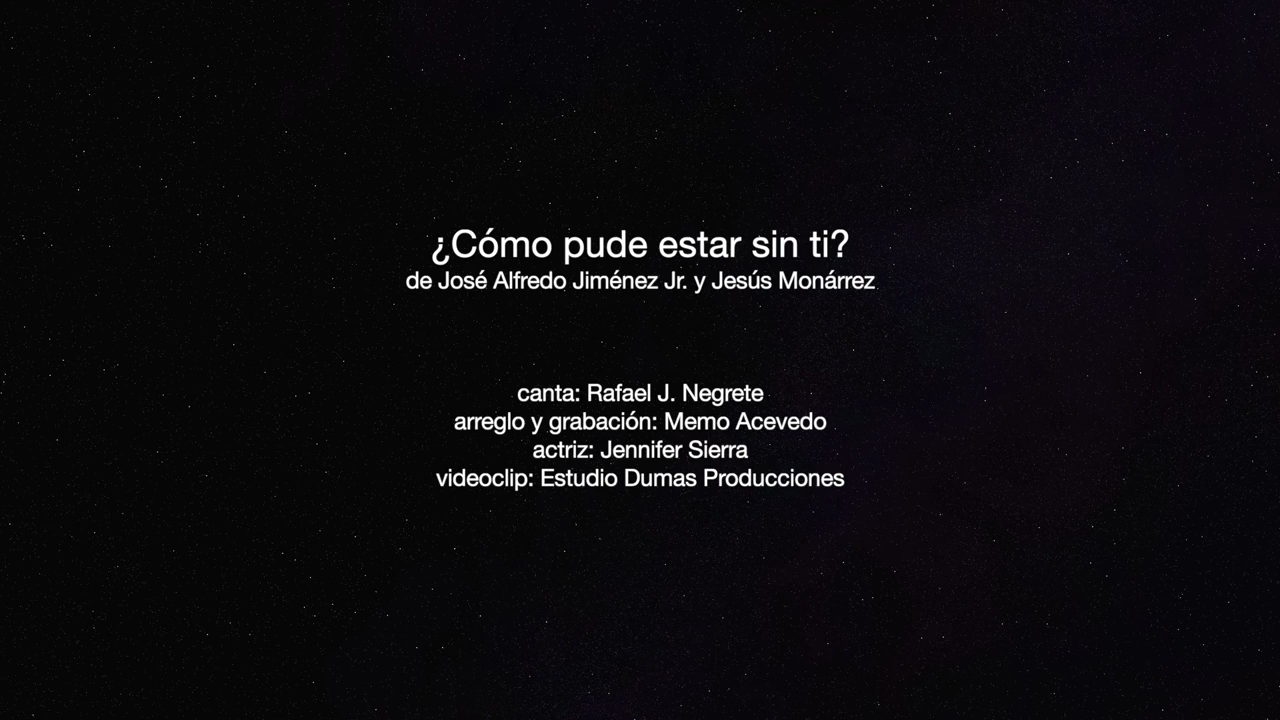 ¿Cómo pude estar sin ti?
de José Alfredo Jiménez Jr. y Jesús Monárrez
canta: Rafael J. Negrete
arreglo y grabación: Memo Acevedo
actriz: Jennifer Sierra
videoclip: Estudio Dumas Producciones